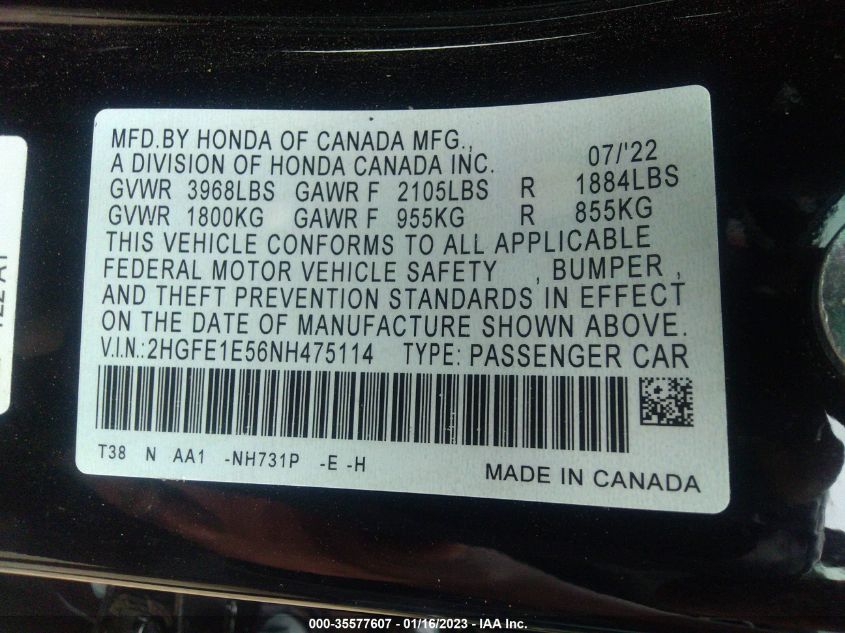 MFD.BY HONDA OF CANADA MFG.,
A DIVISION OF HONDA CANADA INC. 07/'22
GVWR 3968LBS GAWR F 2105LBS R 1884LBS
GVWR 1800KG GAWR F 955KG R 855KG
THIS VEHICLE CONFORMS TO ALL APPLICABLE
FEDERAL MOTOR VEHICLE SAFETY , BUMPER ,
AND THEFT PREVENTION STANDARDS IN EFFECT
ON THE DATE OF MANUFACTURE SHOWN ABOVE.
V.I.N.: 2HGFE1E56NH475114 TYPE: PASSENGER CAR
T38 N AA1 -NH731P -E -H
MADE IN CANADA
000-35577607 - 01/16/2023 - IAA Inc.